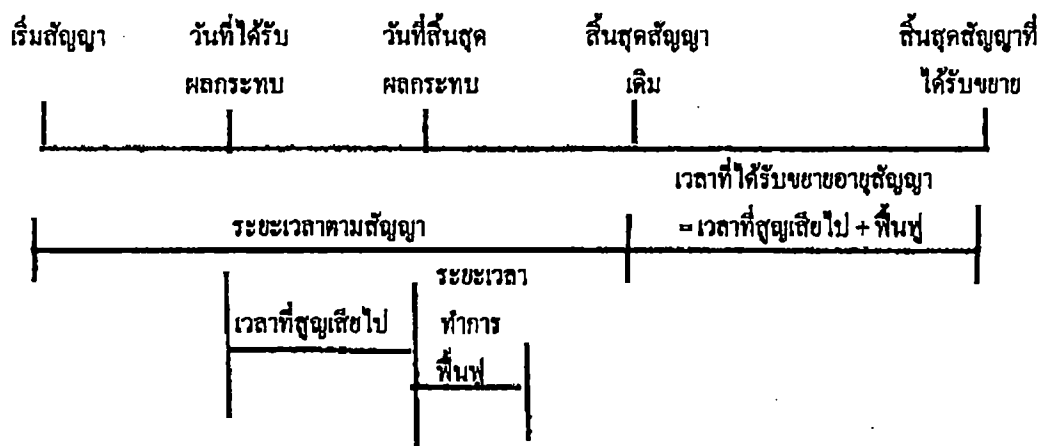 เริ่มสัญญา วันที่ได้รับ วันที่สิ้นสุด สิ้นสุดสัญญา สิ้นสุดสัญญาที่
ผลกระทบ ผลกระทบ เดิม ได้รับขยาย
เวลาที่ได้รับขยายอายุสัญญา
ระยะเวลาตามสัญญา = เวลาที่สูญเสียไป + ฟื้นฟู
ระยะเวลา
เวลาที่สูญเสียไป ทำการ
ฟื้นฟู